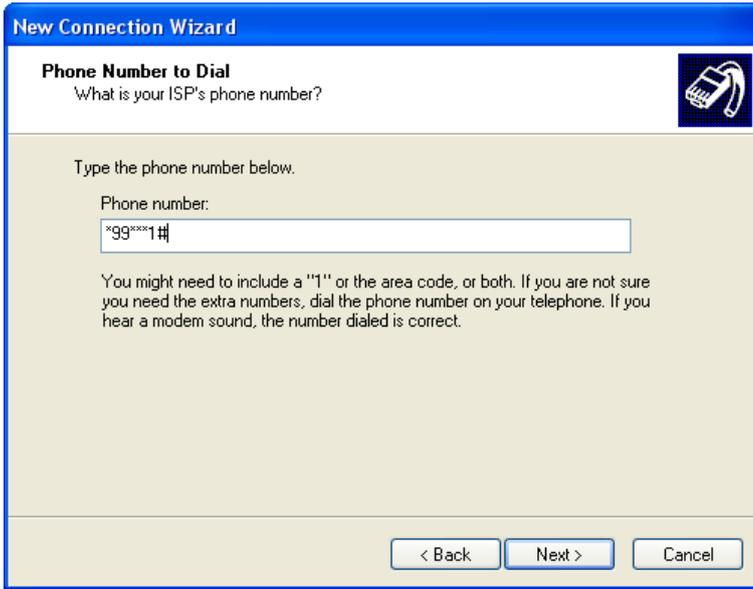 New Connection Wizard
Phone Number to Dial
What is your ISP's phone number?
Type the phone number below.
Phone number:
*99***1#
You might need to include a "1" or the area code, or both. If you are not sure
you need the extra numbers, dial the phone number on your telephone. If you
hear a modem sound, the number dialed is correct.
< Back
Next >
Cancel